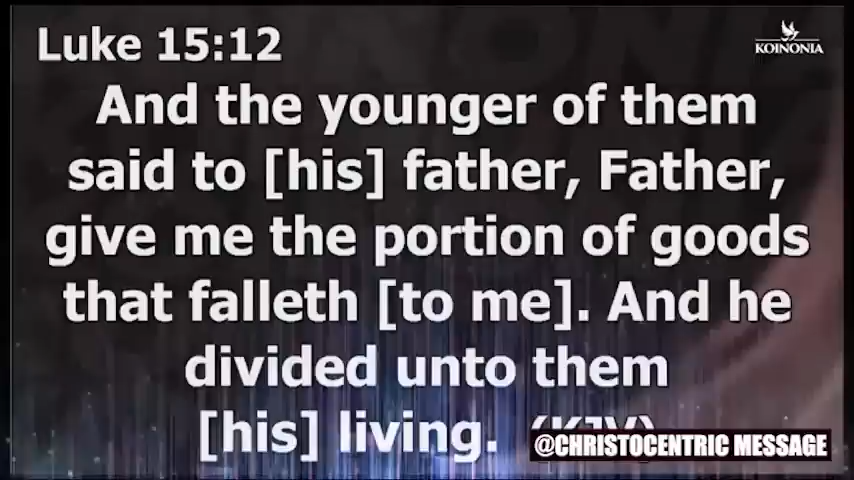 Luke 15:12
KOINONIA
And the younger of them
said to [his] father, Father,
give me the portion of goods
that falleth [to me]. And he
divided unto them
[his] living.
@CHRISTOCENTRIC MESSAGE